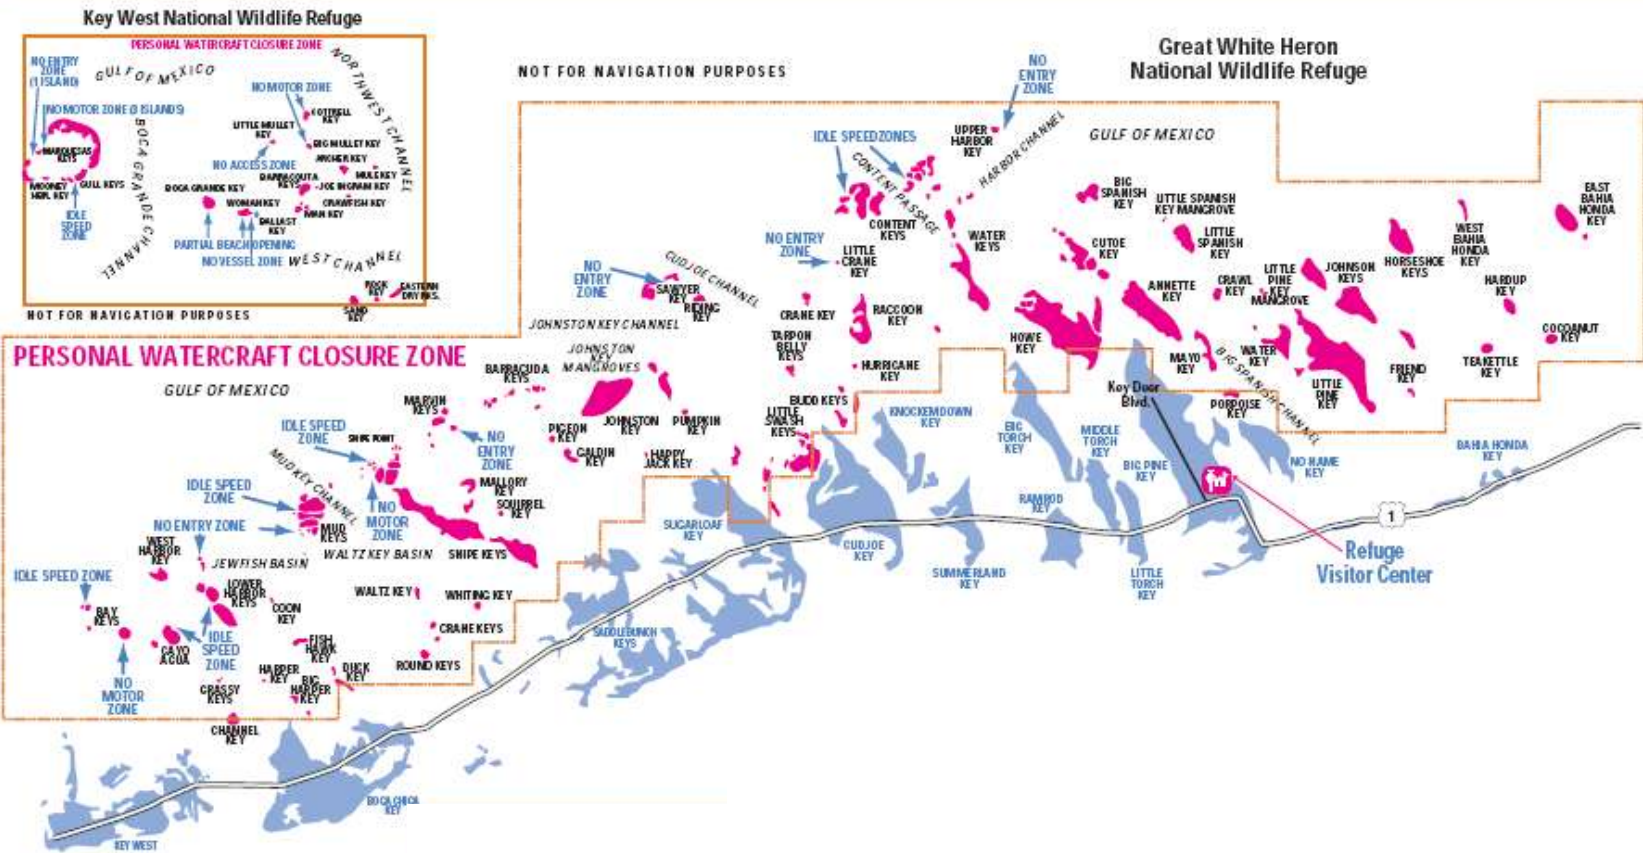 Key West National Wildlife Refuge
PERSONAL WATERCRAFT CLOSURE ZONE
NO ENTRY
ZONE
(1 ISLAND)
GULF OF MEXICO
NORTHWEST CHANNEL
NO MOTOR ZONE (3 ISLANDS)
NO MOTOR ZONE
COTTRELL
KEY
LITTLE MULLET
KEY
BIG MULLET KEY
BOCA GRANDE CHANNEL
MARQUESAS
KEYS
NO ACCESS ZONE
ARCHER KEY
MULE KEY
BARRACOUTA
KEYS
JOE INGRAM KEY
MOONEY
HBR. KEY
GULL KEYS
BOCA GRANDE KEY
WOMAN KEY
CRAWFISH KEY
MAN KEY
BALLAST
KEY
IDLE
SPEED
ZONE
PARTIAL BEACH OPENING
NO VESSEL ZONE
WEST CHANNEL
ROCK
KEY
EASTERN
DRY RKS.
SAND
KEY
NOT FOR NAVIGATION PURPOSES
NOT FOR NAVIGATION PURPOSES
Great White Heron
National Wildlife Refuge
NO
ENTRY
ZONE
IDLE SPEED ZONES
UPPER
HARBOR
KEY
HARBOR CHANNEL
GULF OF MEXICO
CONTENT PASSAGE
CONTENT
KEYS
BIG
SPANISH
KEY
LITTLE SPANISH
KEY MANGROVE
LITTLE
SPANISH
KEY
EAST
BAHIA
HONDA
KEY
WEST
BAHIA
HONDA
KEY
NO ENTRY
ZONE
LITTLE
CRANE
KEY
WATER
KEYS
CUTOE
KEY
HORSESHOE
KEYS
JOHNSON
KEYS
LITTLE
PINE
KEY
MANGROVE
CRAWL
KEY
ANNETTE
KEY
HARDUP
KEY
NO
ENTRY
ZONE
CUDJOE CHANNEL
SAWYER
KEY
RIDING
KEY
CRANE KEY
RACCOON
KEY
JOHNSTON KEY CHANNEL
TARPON
BELLY
KEYS
HOWE
KEY
COCOANUT
KEY
PERSONAL WATERCRAFT CLOSURE ZONE
GULF OF MEXICO
JOHNSTON
KEY
MANGROVES
BARRACUDA
KEYS
HURRICANE
KEY
MAYO
KEY
WATER
KEY
BIG SPANISH CHANNEL
LITTLE
PINE
KEY
FRIEND
KEY
TEAKETTLE
KEY
Key Deer
Blvd.
PORPOISE
KEY
MARVIN
KEYS
BUDD KEYS
LITTLE
SWASH
KEYS
KNOCKEMDOWN
KEY
JOHNSTON
KEY
PUMPKIN
KEY
PIGEON
KEY
GALDIN
KEY
HAPPY
JACK KEY
IDLE SPEED
ZONE
SNIPE POINT
NO
ENTRY
ZONE
BIG
TORCH
KEY
MIDDLE
TORCH
KEY
BIG PINE
KEY
NO NAME
KEY
BAHIA HONDA
KEY
MUD KEY CHANNEL
IDLE SPEED
ZONE
MALLORY
KEY
SQUIRREL
KEY
NO
MOTOR
ZONE
NO ENTRY ZONE
MUD
KEYS
WALTZ KEY BASIN
SNIPE KEYS
SUGARLOAF
KEY
CUDJOE
KEY
RAMROD
KEY
SUMMERLAND
KEY
LITTLE
TORCH
KEY
1
Refuge
Visitor Center
WEST
HARBOR
KEY
JEWFISH BASIN
IDLE SPEED ZONE
BAY
KEYS
LOWER
HARBOR
KEYS
COON
KEY
WALTZ KEY
WHITING KEY
CRANE KEYS
SADDLEBUNCH
KEYS
CAYO
AGUA
IDLE
SPEED
ZONE
FISH
HAWK
KEY
ROUND KEYS
NO
MOTOR
ZONE
GRASSY
KEYS
HARPER
KEY
BIG
HARPER
KEY
DUCK
KEY
CHANNEL
KEY
BOCA CHICA
KEY
KEY WEST